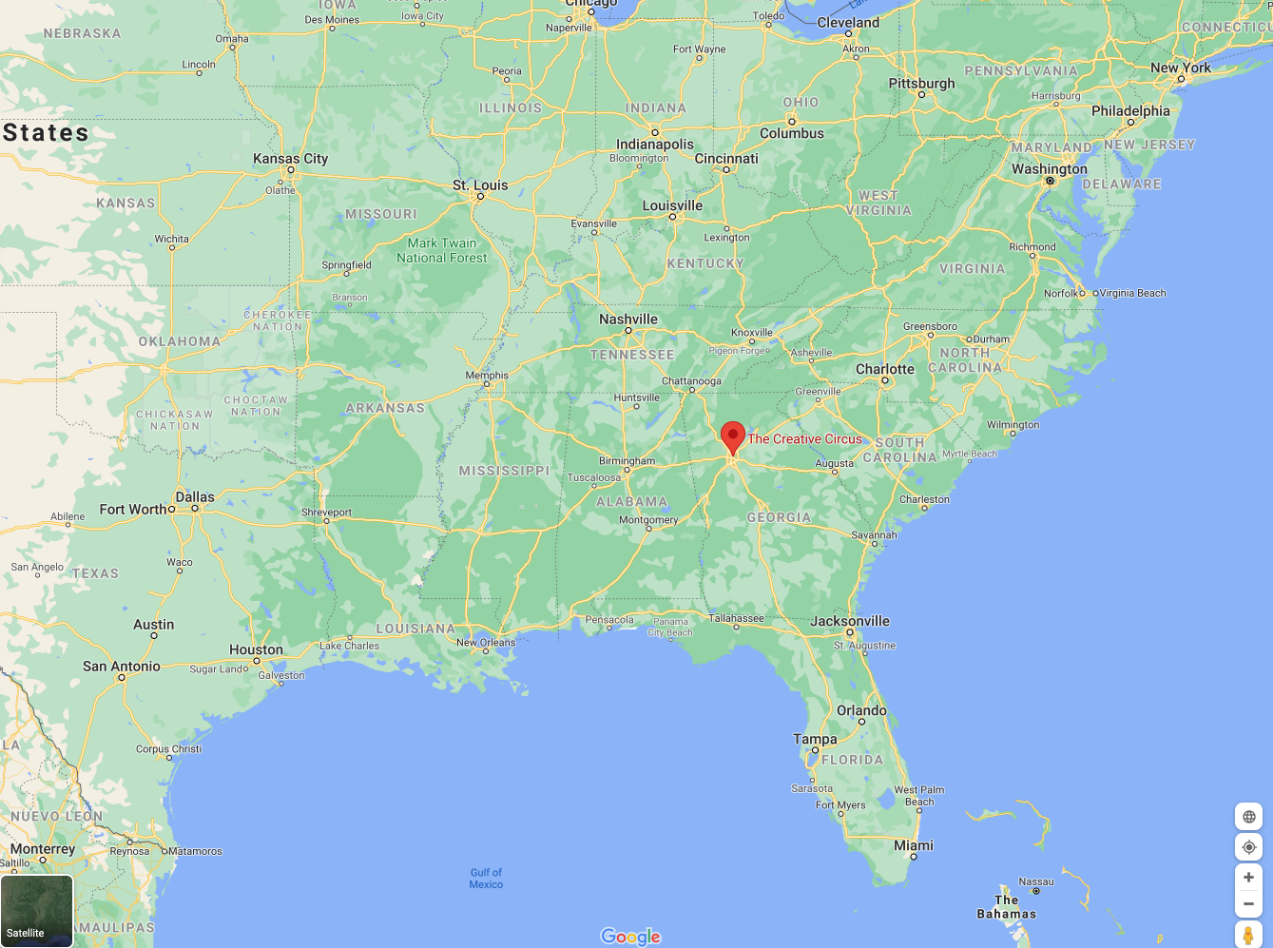 Chicago
IOWA
Des Moines
Iowa City
Naperville
Toledo
Cleveland
CONNECTICU
NEBRASKA
Omaha
Fort Wayne
Akron
Lincoln
Peoria
Pittsburgh
PENNSYLVANIA
New York
ILLINOIS
INDIANA
OHIO
Harrisburg
Philadelphia
States
Columbus
Indianapolis
MARYLAND
NEW JERSEY
Kansas City
Bloomington
Cincinnati
Washington
Olathe
St. Louis
DELAWARE
KANSAS
MISSOURI
Louisville
WEST
VIRGINIA
Evansville
Lexington
Wichita
Mark Twain
National Forest
Richmond
Springfield
KENTUCKY
VIRGINIA
Branson
Norfolk
Virginia Beach
CHEROKEE
NATION
Nashville
Greensboro
OKLAHOMA
Knoxville
Durham
TENNESSEE
Pigeon Forge
Asheville
NORTH
CAROLINA
Memphis
Chattanooga
Charlotte
CHOCTAW
NATION
ARKANSAS
Huntsville
Greenville
CHICKASAW
NATION
Wilmington
The Creative Circus
SOUTH
CAROLINA
MISSISSIPPI
Birmingham
Augusta
Myrtle Beach
Tuscaloosa
Dallas
Fort Worth
ALABAMA
Charleston
Abilene
Shreveport
Montgomery
GEORGIA
Savannah
San Angelo
TEXAS
Waco
Austin
LOUISIANA
Pensacola
Panama
City Beach
Tallahassee
Jacksonville
Houston
Lake Charles
New Orleans
St. Augustine
San Antonio
Sugar Land
Galveston
Orlando
Corpus Christi
Tampa
FLORIDA
Sarasota
West Palm
Beach
Fort Myers
NUEVO LEON
Monterrey
Reynosa
Matamoros
Miami
Saltillo
Gulf of
Mexico
Nassau
The
Bahamas
Satellite
AMAULIPAS
Google